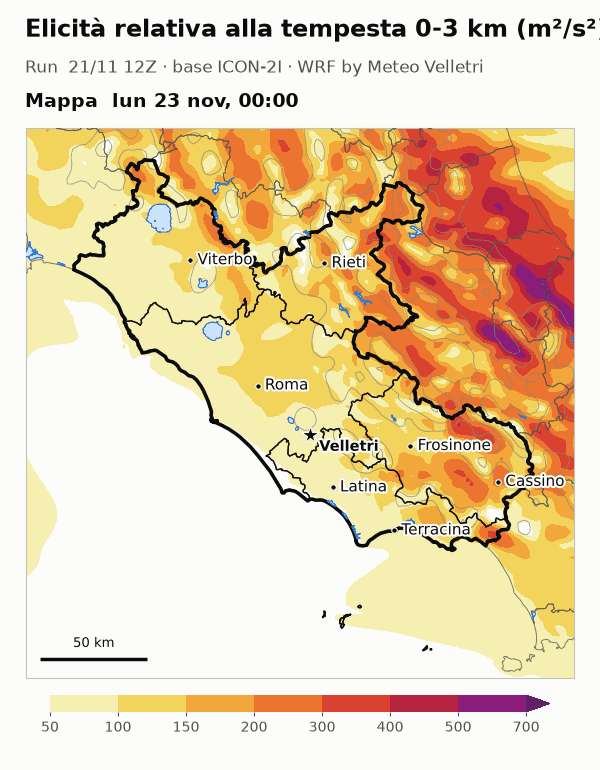 Elicità relativa alla tempesta 0-3 km (m²/s²)
Run 21/11 12Z · base ICON-2I · WRF by Meteo Velletri
Mappa lun 23 nov, 00:00
Viterbo
Rieti
Roma
Velletri
Frosinone
Cassino
Latina
Terracina
50 km
50 100 150 200 300 400 500 700